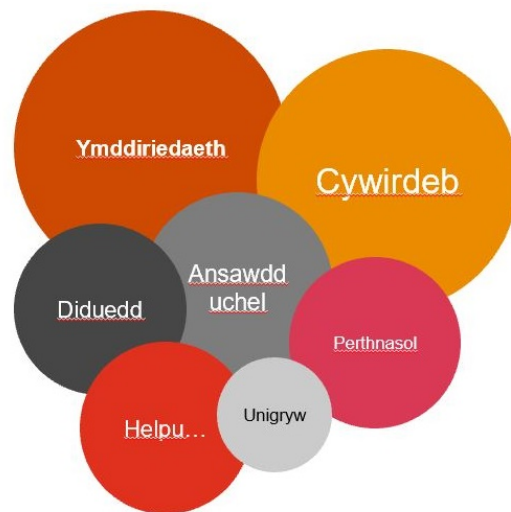 Ymddiriedaeth
Cywirdeb
Ansawdd
uchel
Diduedd
Perthnasol
Helpu...
Unigryw